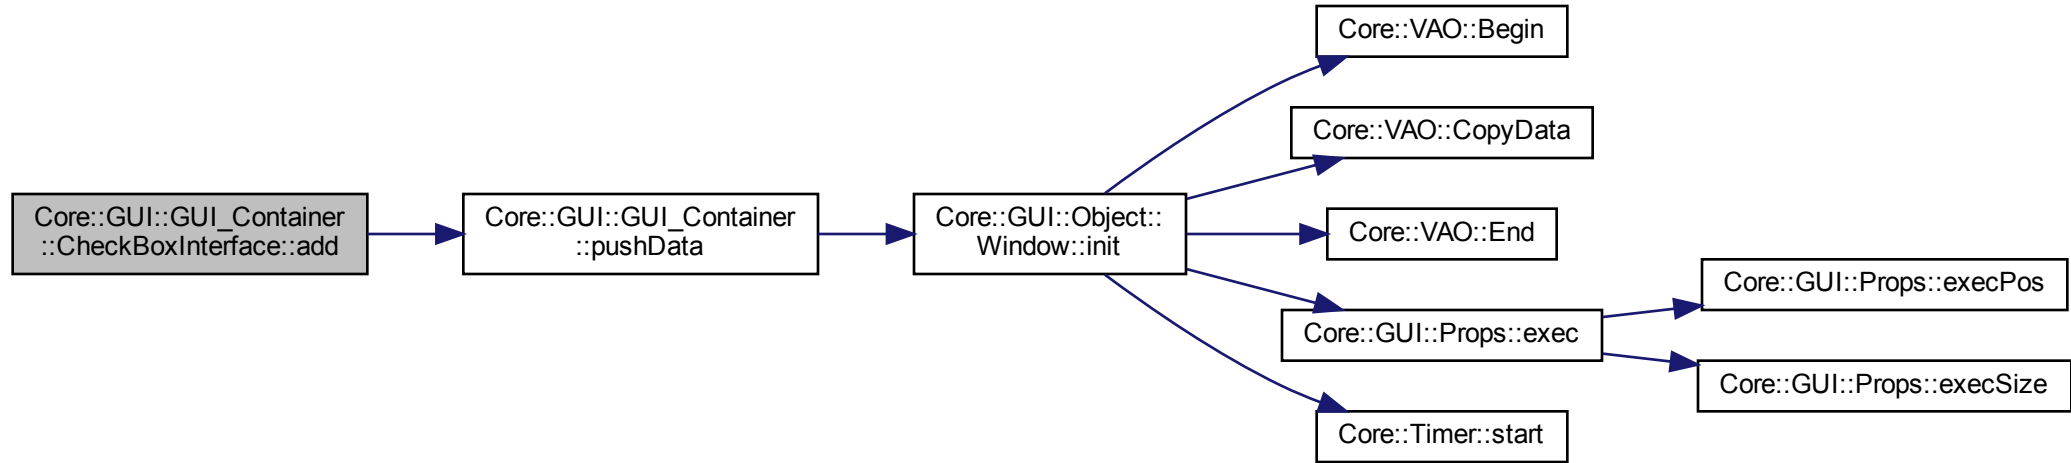 Core::GUI::GUI_Container
::CheckBoxInterface::add
Core::GUI::GUI_Container
::pushData
Core::GUI::Object::
Window::init
Core::VAO::Begin
Core::VAO::CopyData
Core::VAO::End
Core::GUI::Props::exec
Core::Timer::start
Core::GUI::Props::execPos
Core::GUI::Props::execSize